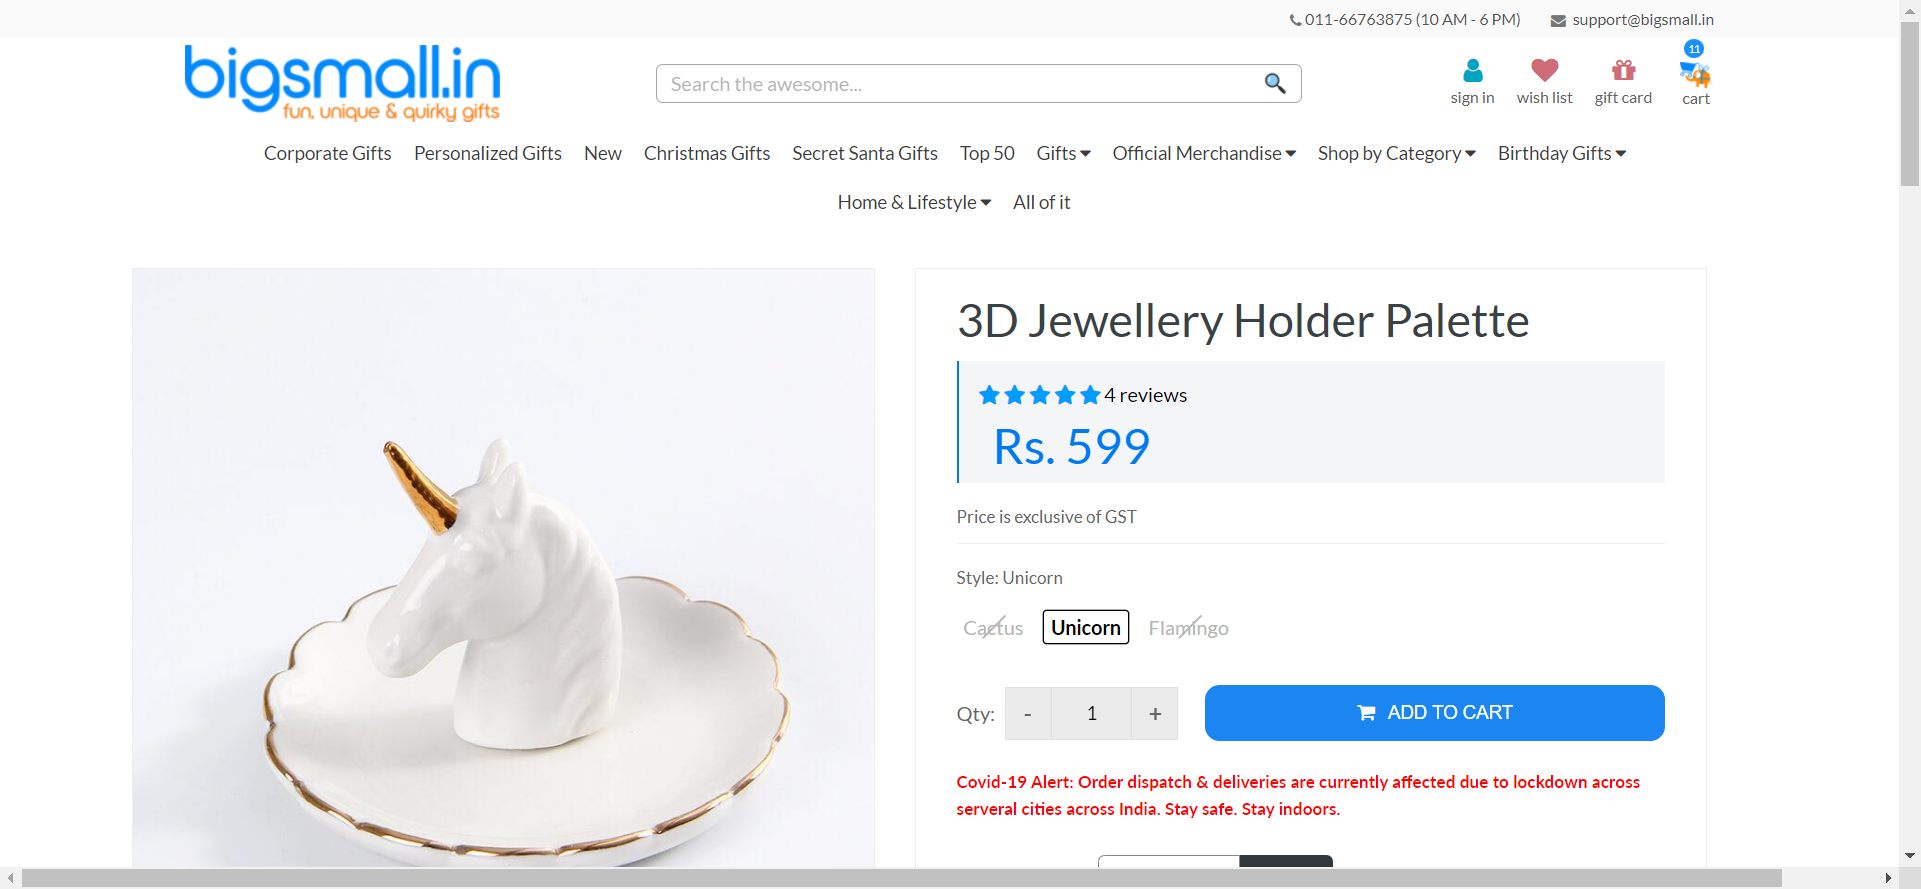 011-66763875 (10 AM - 6 PM) support@bigsmall.in
bigsmall.in
fun, unique & quirky gifts
Search the awesome...
11
sign in wish list gift card cart
Corporate Gifts Personalized Gifts New Christmas Gifts Secret Santa Gifts Top 50 Gifts Official Merchandise Shop by Category Birthday Gifts
Home & Lifestyle All of it
3D Jewellery Holder Palette
4 reviews
Rs. 599
Price is exclusive of GST
Style: Unicorn
Cactus Unicorn Flamingo
Qty: - 1 + ADD TO CART
Covid-19 Alert: Order dispatch & deliveries are currently affected due to lockdown across
serveral cities across India. Stay safe. Stay indoors.